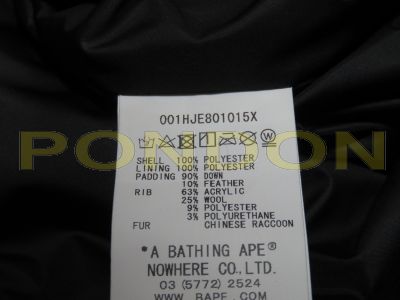 001HJE801015X
SHELL 100% POLYESTER
LINING 100% POLYESTER
PADDING 90% DOWN
10% FEATHER
RIB 63% ACRYLIC
25% WOOL
9% POLYESTER
3% POLYURETHANE
FUR CHINESE RACCOON
"A BATHING APE®
NOWHERE CO.,LTD.
03 (5772) 2524
WWW. BAPE. COM